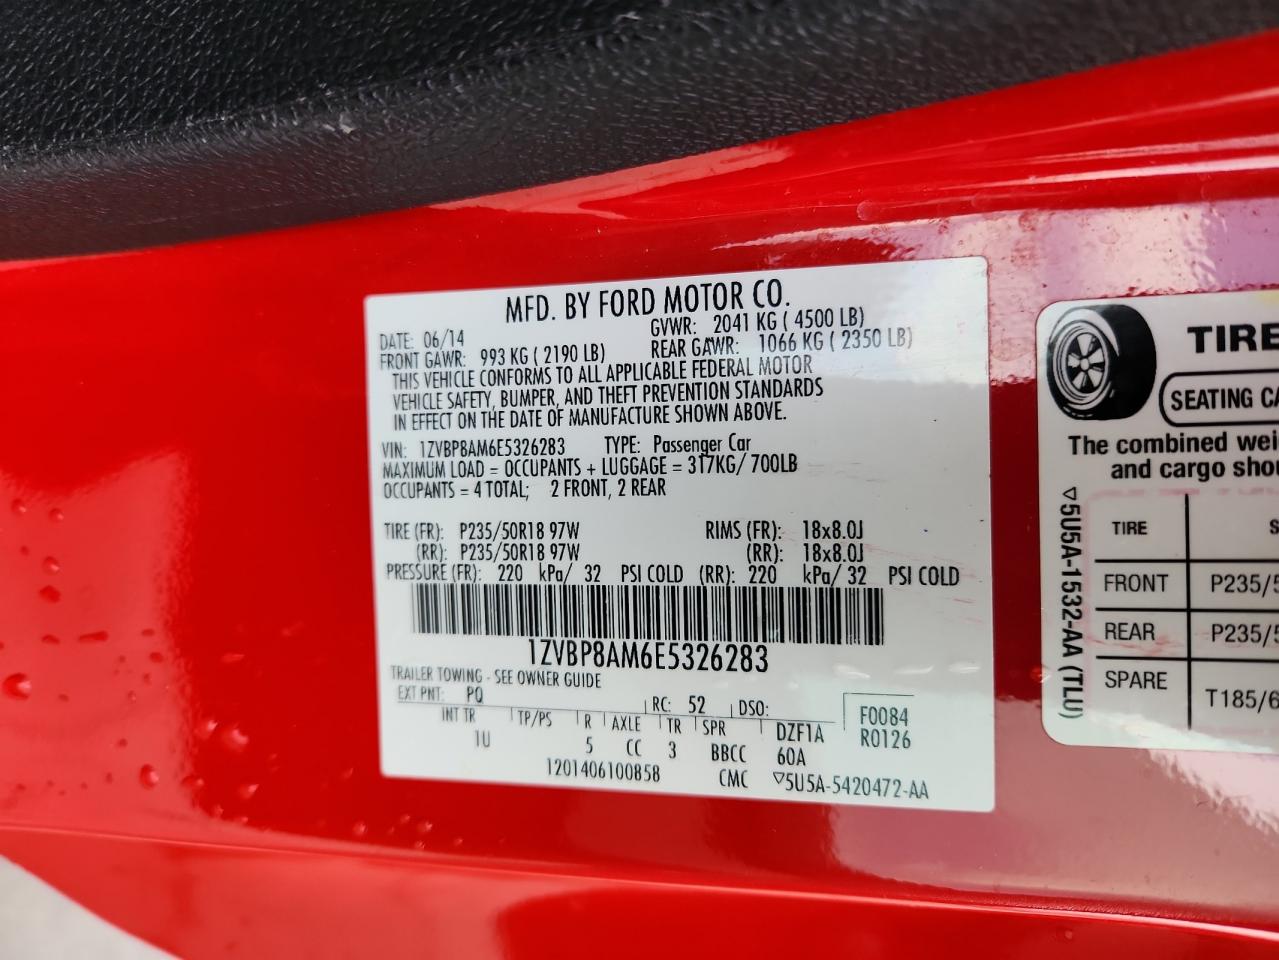 MFD. BY FORD MOTOR CO.
DATE: 06/14 GVWR: 2041 KG ( 4500 LB)
FRONT GAWR: 993 KG ( 2190 LB) REAR GAWR: 1066 KG ( 2350 LB)
THIS VEHICLE CONFORMS TO ALL APPLICABLE FEDERAL MOTOR
VEHICLE SAFETY, BUMPER, AND THEFT PREVENTION STANDARDS
IN EFFECT ON THE DATE OF MANUFACTURE SHOWN ABOVE.
VIN: 1ZVBP8AM6E5326283 TYPE: Passenger Car
MAXIMUM LOAD = OCCUPANTS + LUGGAGE = 317KG/ 700LB
OCCUPANTS = 4 TOTAL; 2 FRONT, 2 REAR
TIRE (FR): P235/50R18 97W RIMS (FR): 18x8.0J
(RR): P235/50R18 97W (RR): 18x8.0J
PRESSURE (FR): 220 kPa/ 32 PSI COLD (RR): 220 kPa/ 32 PSI COLD
1ZVBP8AM6E5326283
TRAILER TOWING - SEE OWNER GUIDE
EXT PNT: PQ RC: 52 DSO:
INT TR TP/PS R AXLE TR SPR DZF1A
1U 5 CC 3 BBCC 60A
1201406100858 CMC ▽5U5A-5420472-AA
F0084
R0126
TIRE
SEATING CA
The combined wei
and cargo shou
TIRE S
FRONT P235/5
REAR P235/5
SPARE T185/6
▽5U5A-1532-AA (TLU)